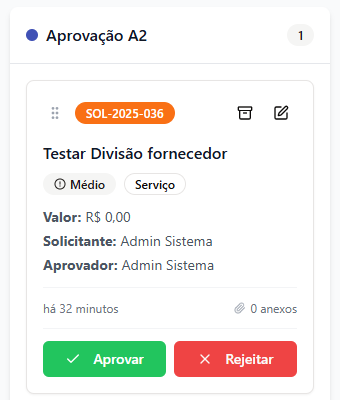 Aprovação A2 1
SOL-2025-036
Testar Divisão fornecedor
Médio Serviço
Valor: R$ 0,00
Solicitante: Admin Sistema
Aprovador: Admin Sistema
há 32 minutos 0 anexos
Aprovar Rejeitar